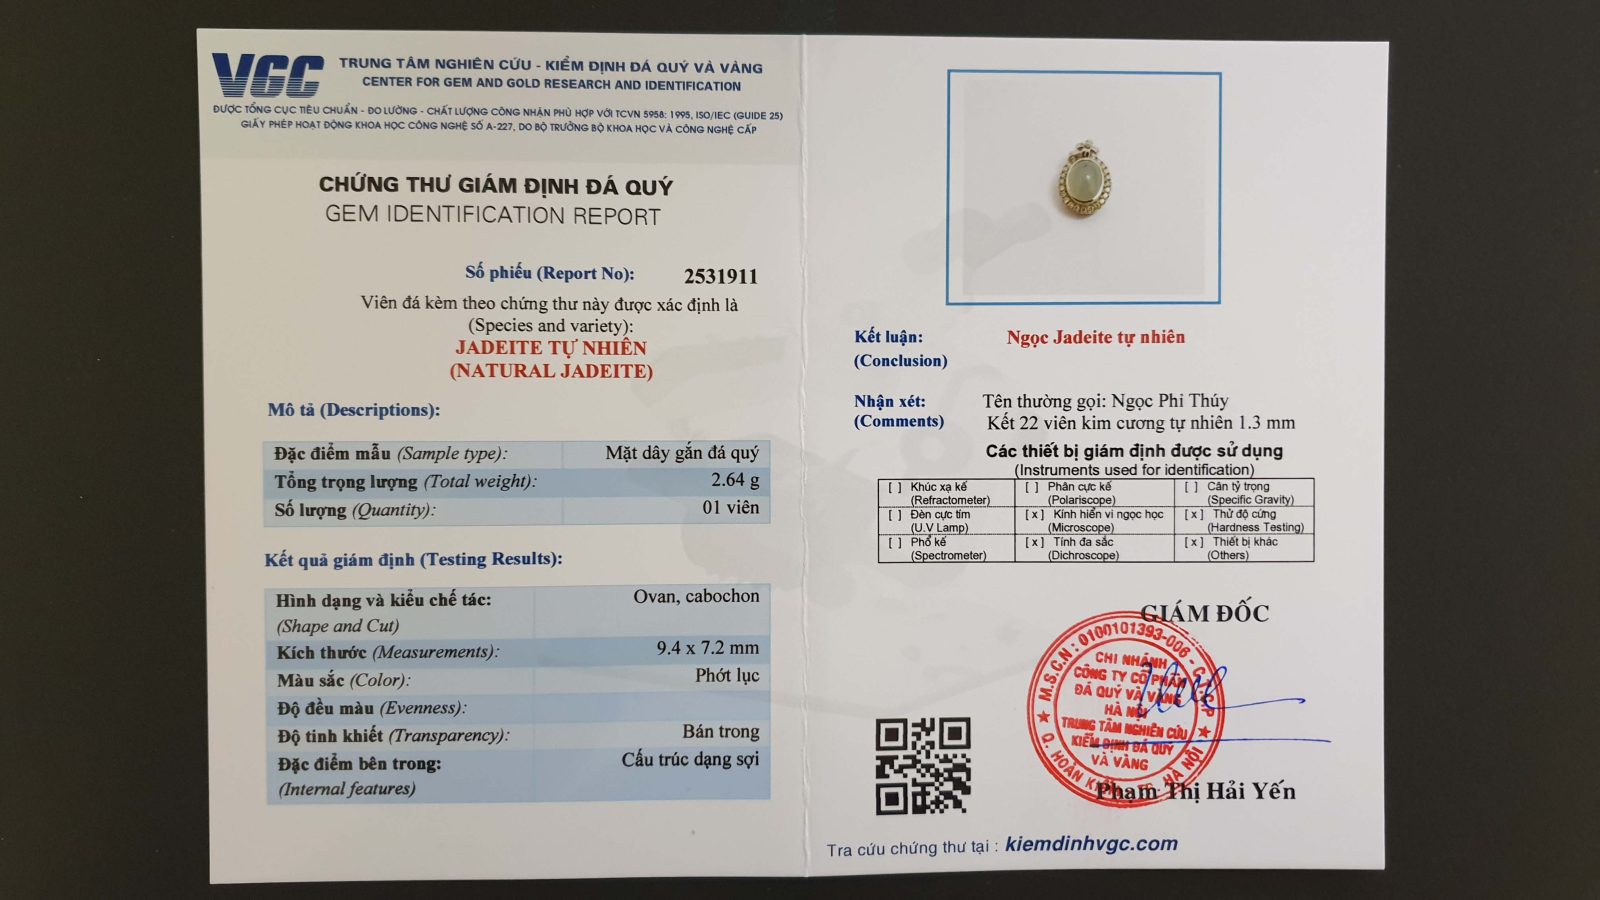 VGC
TRUNG TÂM NGHIÊN CỨU - KIỂM ĐỊNH ĐÁ QUÝ VÀ VÀNG
CENTER FOR GEM AND GOLD RESEARCH AND IDENTIFICATION
ĐƯỢC TỔNG CỤC TIÊU CHUẨN - ĐO LƯỜNG - CHẤT LƯỢNG CÔNG NHẬN PHÙ HỢP VỚI TCVN 5958: 1995, ISO/IEC (GUIDE 25)
GIẤY PHÉP HOẠT ĐỘNG KHOA HỌC CÔNG NGHỆ SỐ A-227, DO BỘ TRƯỞNG BỘ KHOA HỌC VÀ CÔNG NGHỆ CẤP
CHỨNG THƯ GIÁM ĐỊNH ĐÁ QUÝ
GEM IDENTIFICATION REPORT
Số phiếu (Report No): 2531911
Viên đá kèm theo chứng thư này được xác định là
(Species and variety):
JADEITE TỰ NHIÊN
(NATURAL JADEITE)
Mô tả (Descriptions):
Đặc điểm mẫu (Sample type): Mặt dây gắn đá quý
Tổng trọng lượng (Total weight): 2.64 g
Số lượng (Quantity): 01 viên
Kết quả giám định (Testing Results):
Hình dạng và kiểu chế tác: Ovan, cabochon
(Shape and Cut)
Kích thước (Measurements): 9.4 x 7.2 mm
Màu sắc (Color): Phớt lục
Độ đều màu (Evenness):
Độ tinh khiết (Transparency): Bán trong
Đặc điểm bên trong: Cấu trúc dạng sợi
(Internal features)
Kết luận: Ngọc Jadeite tự nhiên
(Conclusion)
Nhận xét: Tên thường gọi: Ngọc Phỉ Thúy
(Comments) Kết 22 viên kim cương tự nhiên 1.3 mm
Các thiết bị giám định được sử dụng
(Instruments used for identification)
[ ] Khúc xạ kế [ ] Phân cực kế [ ] Cân tỷ trọng
(Refractometer) (Polariscope) (Specific Gravity)
[ ] Đèn cực tím [x] Kính hiển vi ngọc học [x] Thử độ cứng
(U.V Lamp) (Microscope) (Hardness Testing)
[ ] Phổ kế [x] Tính đa sắc [x] Thiết bị khác
(Spectrometer) (Dichroscope) (Others)
GIÁM ĐỐC
M.S.C.N: 0100101393-006 - C.T.C.P
CHI NHÁNH
CÔNG TY CỔ PHẦN
ĐÁ QUÝ VÀ VÀNG
HÀ NỘI
TRUNG TÂM NGHIÊN CỨU
KIỂM ĐỊNH ĐÁ QUÝ
VÀ VÀNG
Q. HOÀN KIẾM - TP. HÀ NỘI
Phạm Thị Hải Yến
Tra cứu chứng thư tại : kiemdinhvgc.com